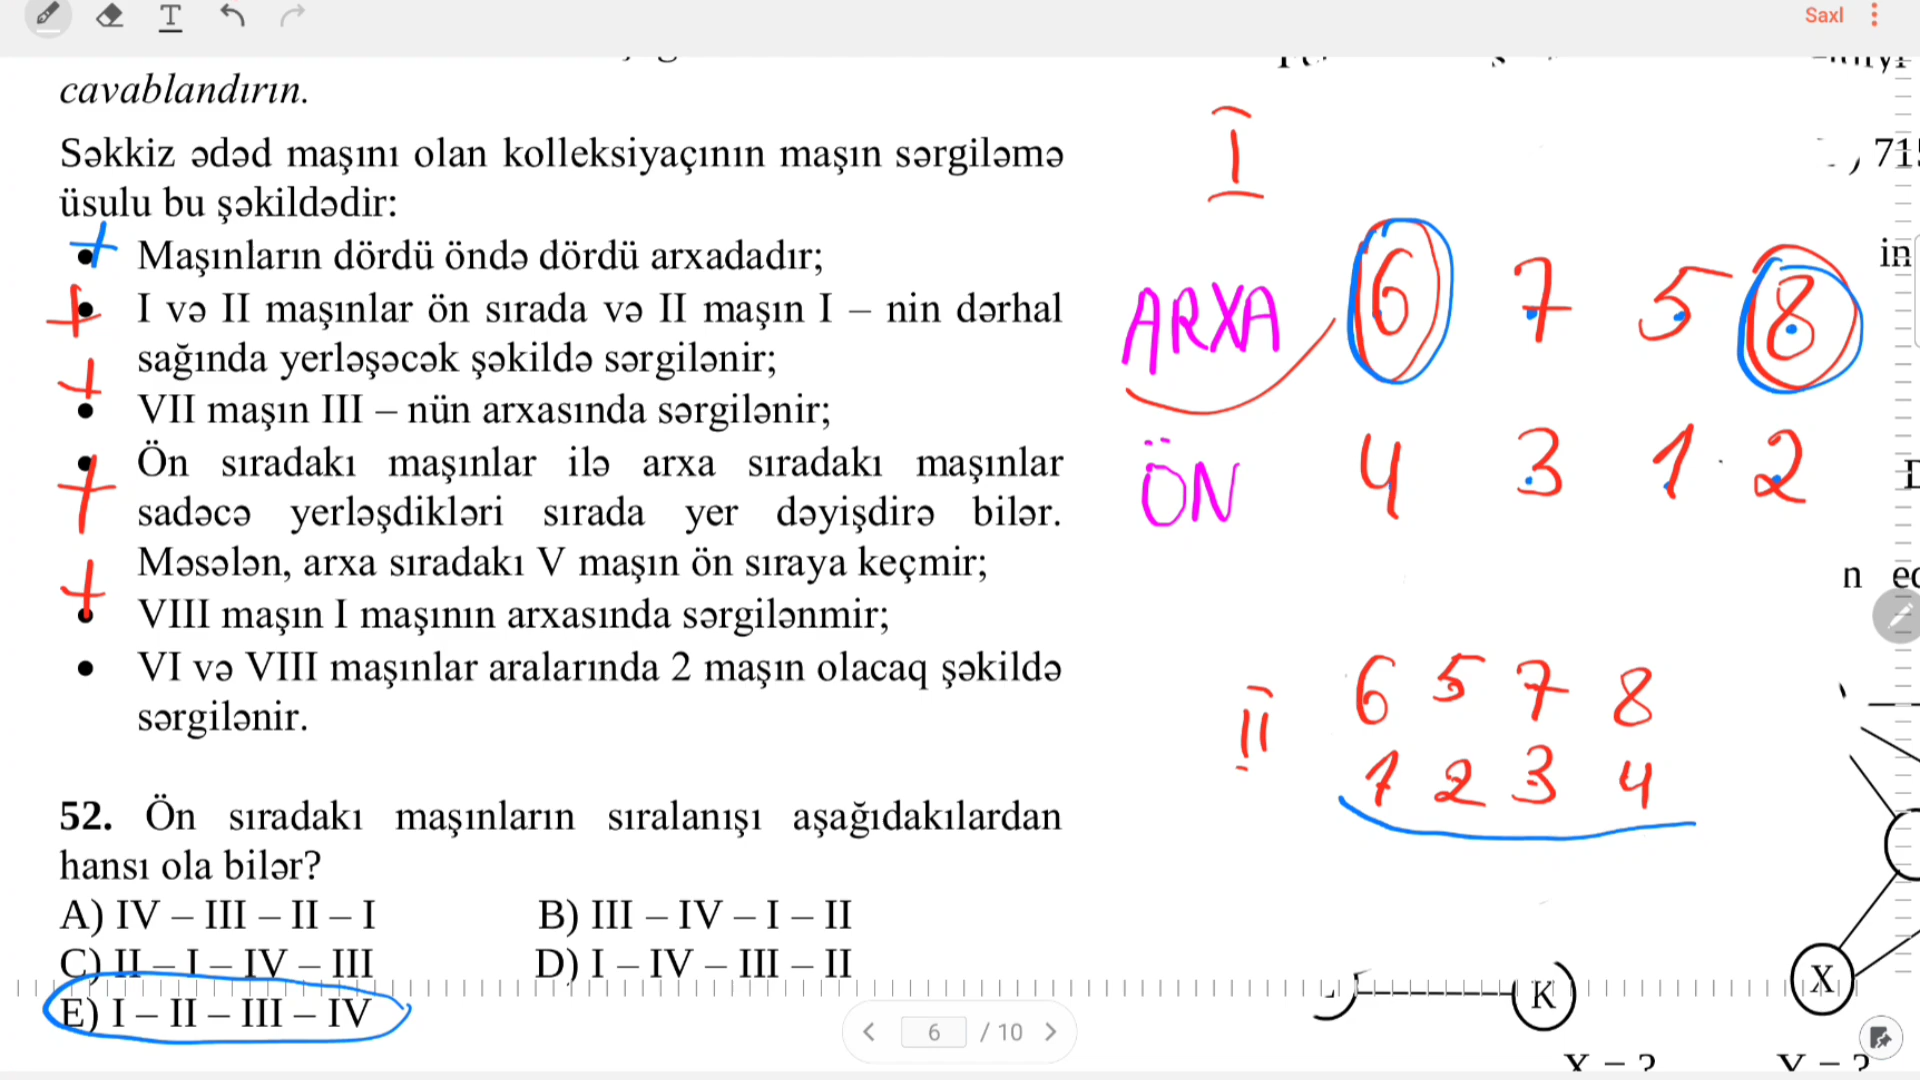 Saxl
cavablandırın.
Səkkiz ədəd maşını olan kolleksiyaçının maşın sərgiləmə
üsulu bu şəkildədir:
• Maşınların dördü öndə dördü arxadadır;
• I və II maşınlar ön sırada və II maşın I – nin dərhal
sağında yerləşəcək şəkildə sərgilənir;
• VII maşın III – nün arxasında sərgilənir;
• Ön sıradakı maşınlar ilə arxa sıradakı maşınlar
sadəcə yerləşdikləri sırada yer dəyişdirə bilər.
Məsələn, arxa sıradakı V maşın ön sıraya keçmir;
• VIII maşın I maşının arxasında sərgilənmir;
• VI və VIII maşınlar aralarında 2 maşın olacaq şəkildə
sərgilənir.
52. Ön sıradakı maşınların sıralanışı aşağıdakılardan
hansı ola bilər?
A) IV – III – II – I B) III – IV – I – II
C) II – I – IV – III D) I – IV – III – II
E) I – II – III – IV
6 / 10
I
ARXA 6 7 5 8
ÖN 4 3 1 2
II 6 5 7 8
1 2 3 4
in
n
K
X